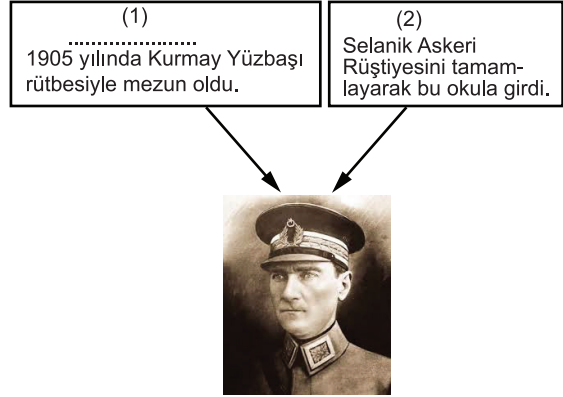 (1)
.......................
1905 yılında Kurmay Yüzbaşı
rütbesiyle mezun oldu.
(2)
Selanik Askeri
Rüştiyesini tamam-
layarak bu okula girdi.